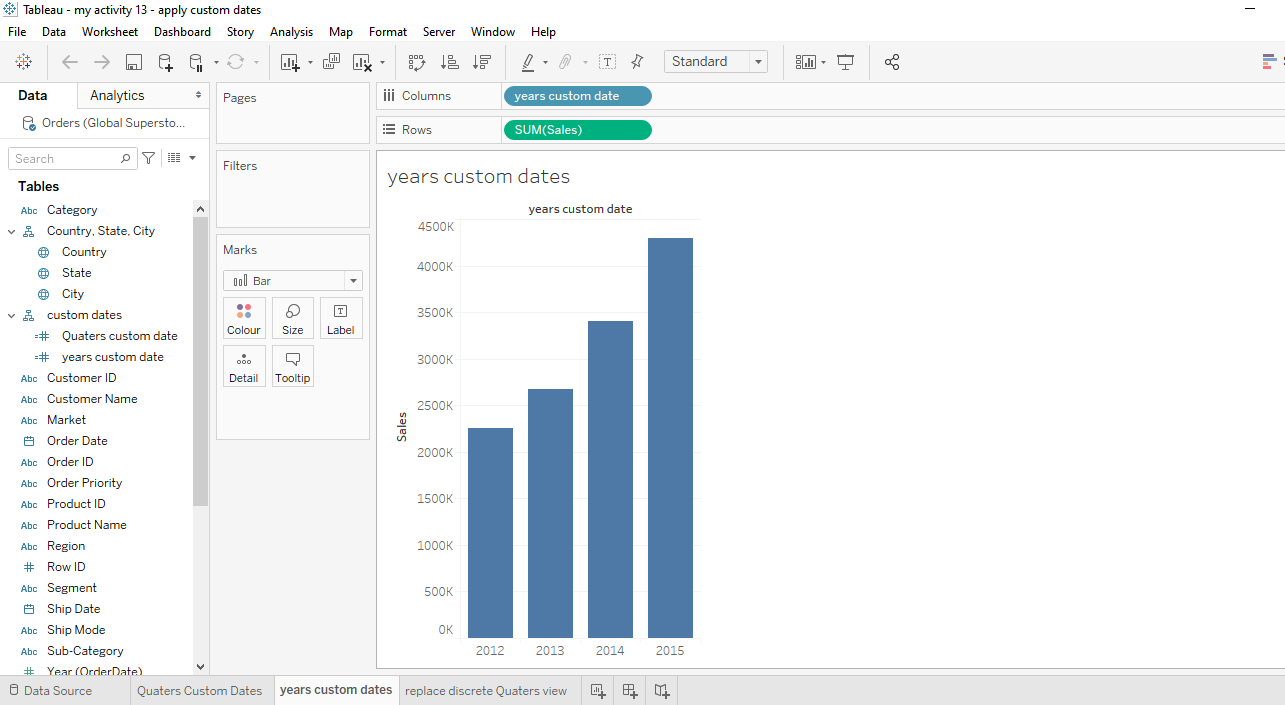 Tableau - my activity 13 - apply custom dates
File Data Worksheet Dashboard Story Analysis Map Format Server Window Help
Standard
Data
Analytics
Orders (Global Supersto...
Search
Tables
Abc Category
Country, State, City
Country
State
City
custom dates
=# Quaters custom date
=# years custom date
Abc Customer ID
Abc Customer Name
Abc Market
Order Date
Abc Order ID
Abc Order Priority
Abc Product ID
Abc Product Name
Abc Region
# Row ID
Abc Segment
Ship Date
Abc Ship Mode
Abc Sub-Category
# Year (OrderDate)
Pages
Filters
Marks
Bar
Colour
Size
T
Label
Detail
Tooltip
Columns
years custom date
Rows
SUM(Sales)
years custom dates
years custom date
4500K
4000K
3500K
3000K
2500K
2000K
1500K
1000K
500K
0K
Sales
2012 2013 2014 2015
Data Source
Quaters Custom Dates
years custom dates
replace discrete Quaters view